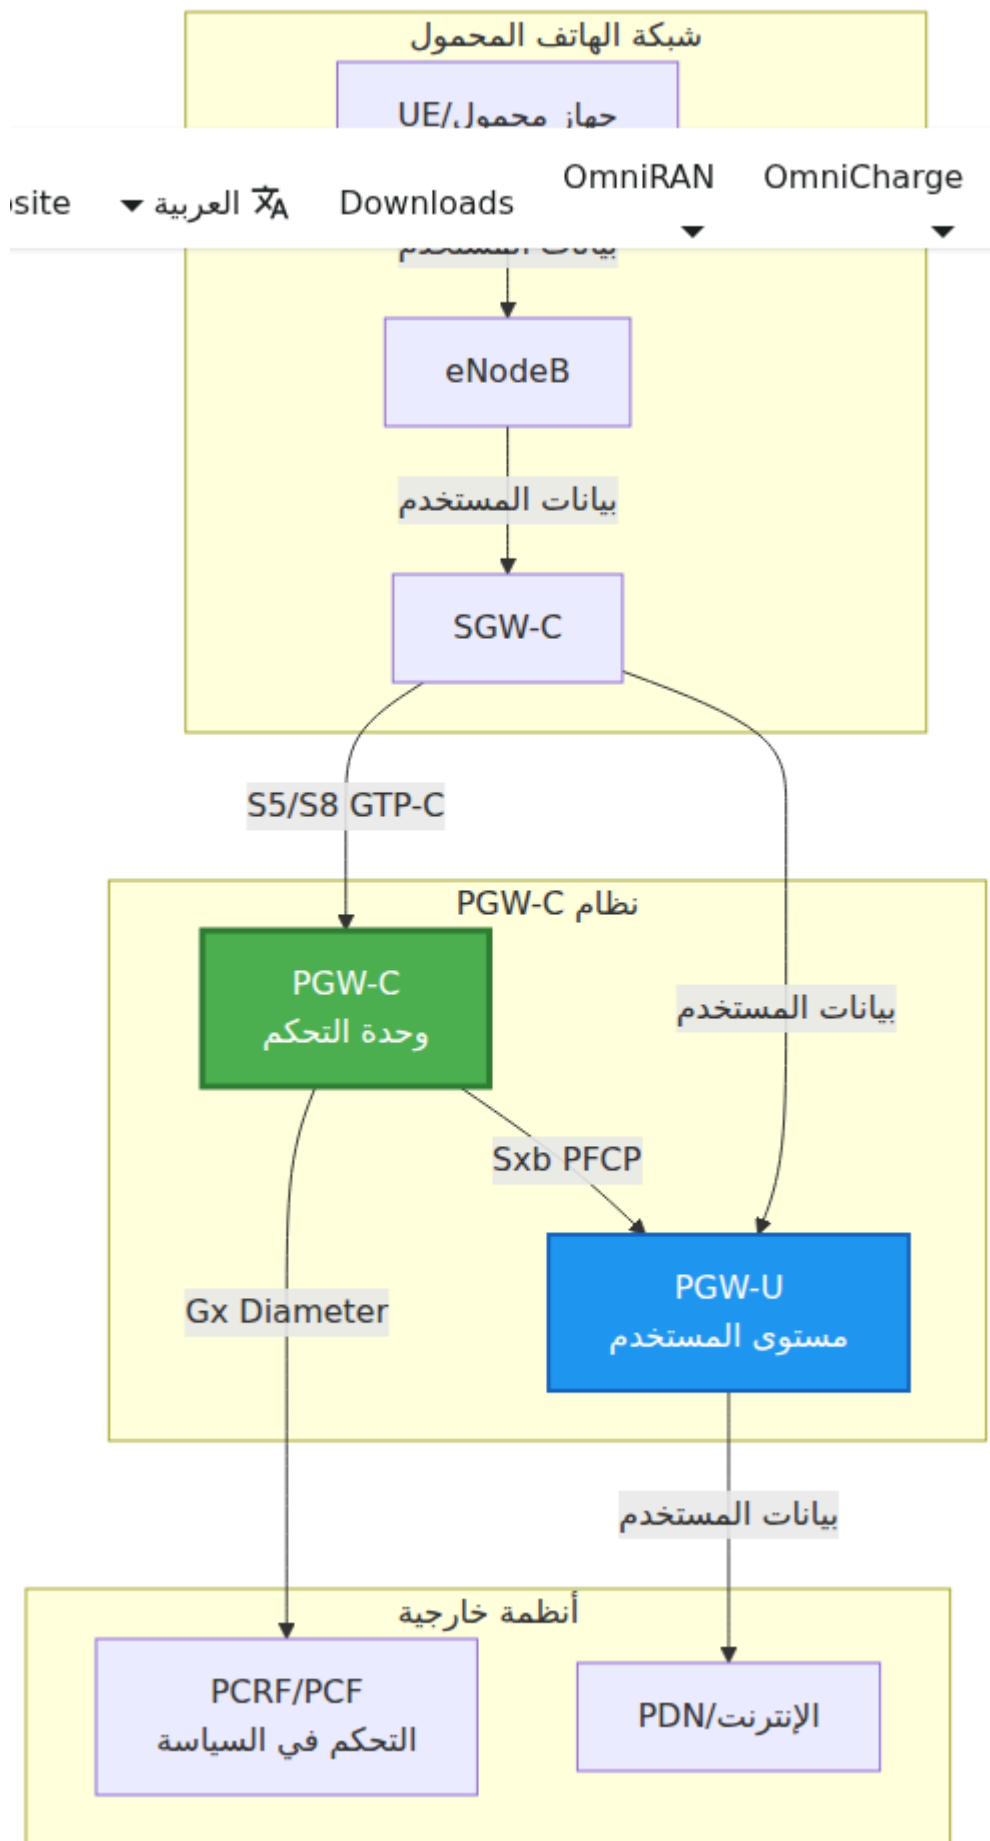 شبكة الهاتف المحمول
جهاز محمول/UE
OmniRAN
OmniCharge
العربية
Downloads
بيانات المستخدم
eNodeB
بيانات المستخدم
SGW-C
S5/S8 GTP-C
نظام PGW-C
PGW-C
وحدة التحكم
بيانات المستخدم
Sxb PFCP
PGW-U
مستوى المستخدم
Gx Diameter
بيانات المستخدم
أنظمة خارجية
PCRF/PCF
التحكم في السياسة
الإنترنت/PDN